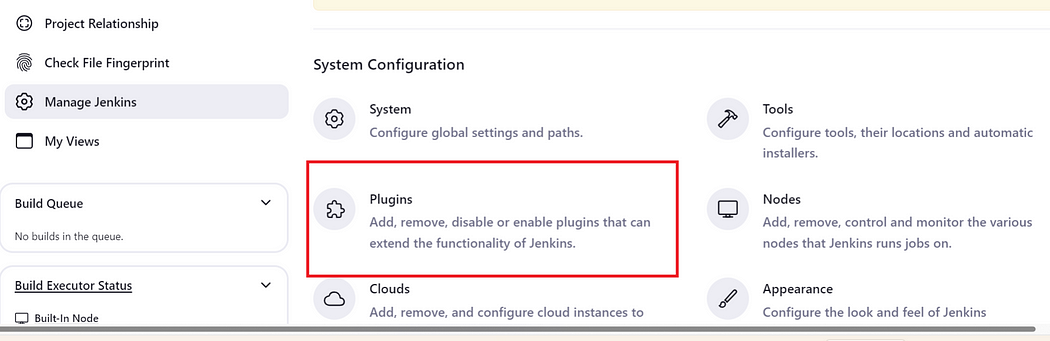 Project Relationship
Check File Fingerprint
Manage Jenkins
My Views
Build Queue
No builds in the queue.
Build Executor Status
Built-In Node
System Configuration
System
Configure global settings and paths.
Tools
Configure tools, their locations and automatic
installers.
Plugins
Add, remove, disable or enable plugins that can
extend the functionality of Jenkins.
Nodes
Add, remove, control and monitor the various
nodes that Jenkins runs jobs on.
Clouds
Add, remove, and configure cloud instances to
Appearance
Configure the look and feel of Jenkins